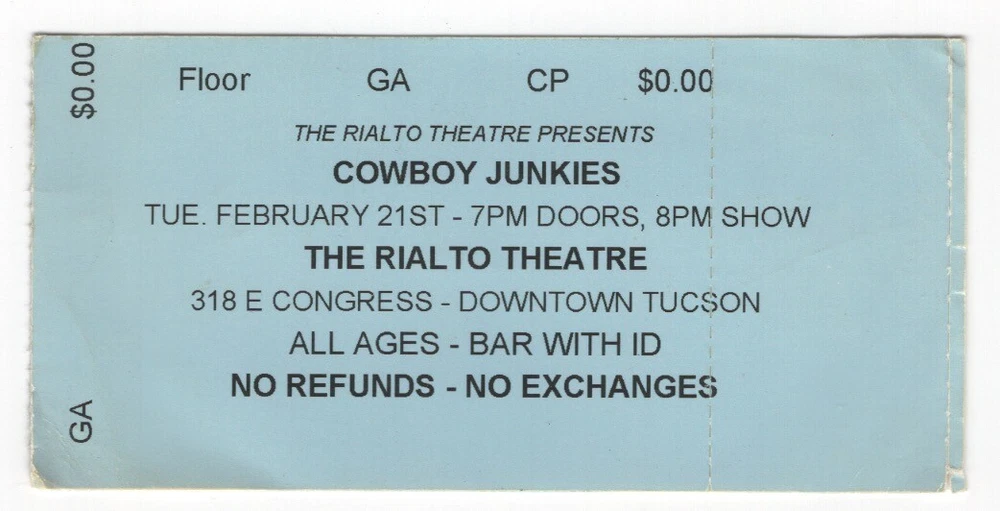 $0.00
GA
Floor GA CP $0.00
THE RIALTO THEATRE PRESENTS
COWBOY JUNKIES
TUE. FEBRUARY 21ST - 7PM DOORS, 8PM SHOW
THE RIALTO THEATRE
318 E CONGRESS - DOWNTOWN TUCSON
ALL AGES - BAR WITH ID
NO REFUNDS - NO EXCHANGES